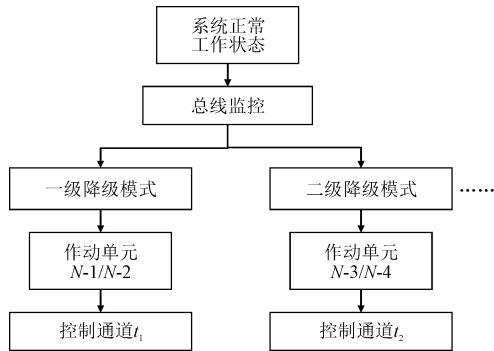 系统正常
工作状态
总线监控
一级降级模式
二级降级模式
……
作动单元
N-1/N-2
作动单元
N-3/N-4
控制通道t₁
控制通道t₂